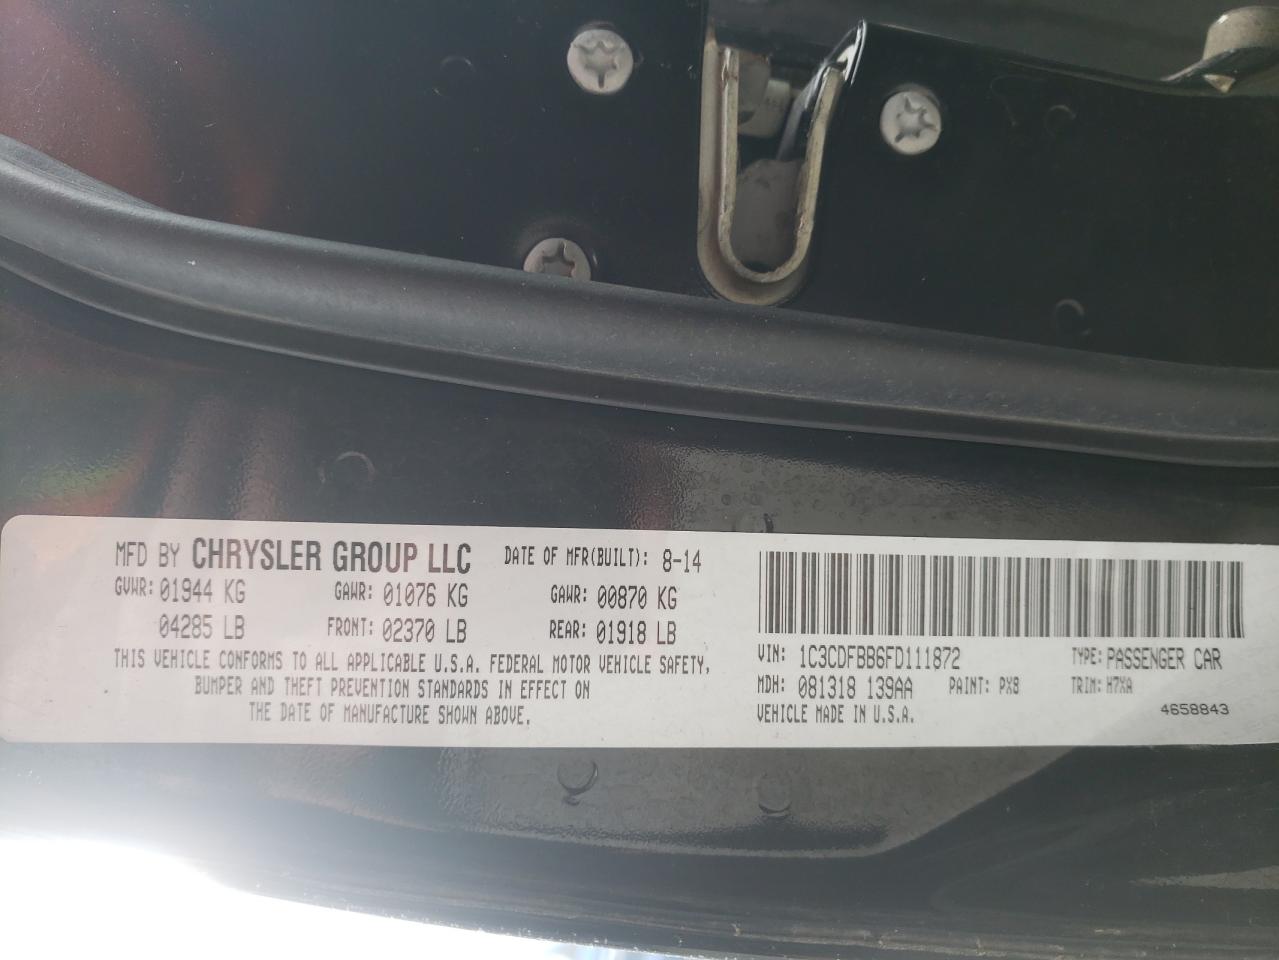 MFD BY CHRYSLER GROUP LLC DATE OF MFR(BUILT): 8-14
GVWR: 01944 KG GAWR: 01076 KG GAWR: 00870 KG
04285 LB FRONT: 02370 LB REAR: 01918 LB
THIS VEHICLE CONFORMS TO ALL APPLICABLE U.S.A. FEDERAL MOTOR VEHICLE SAFETY,
BUMPER AND THEFT PREVENTION STANDARDS IN EFFECT ON
THE DATE OF MANUFACTURE SHOWN ABOVE.
VIN: 1C3CDFBB6FD111872 TYPE: PASSENGER CAR
MDH: 081318 139AA PAINT: PX8 TRIM: H7XA
VEHICLE MADE IN U.S.A. 4658843